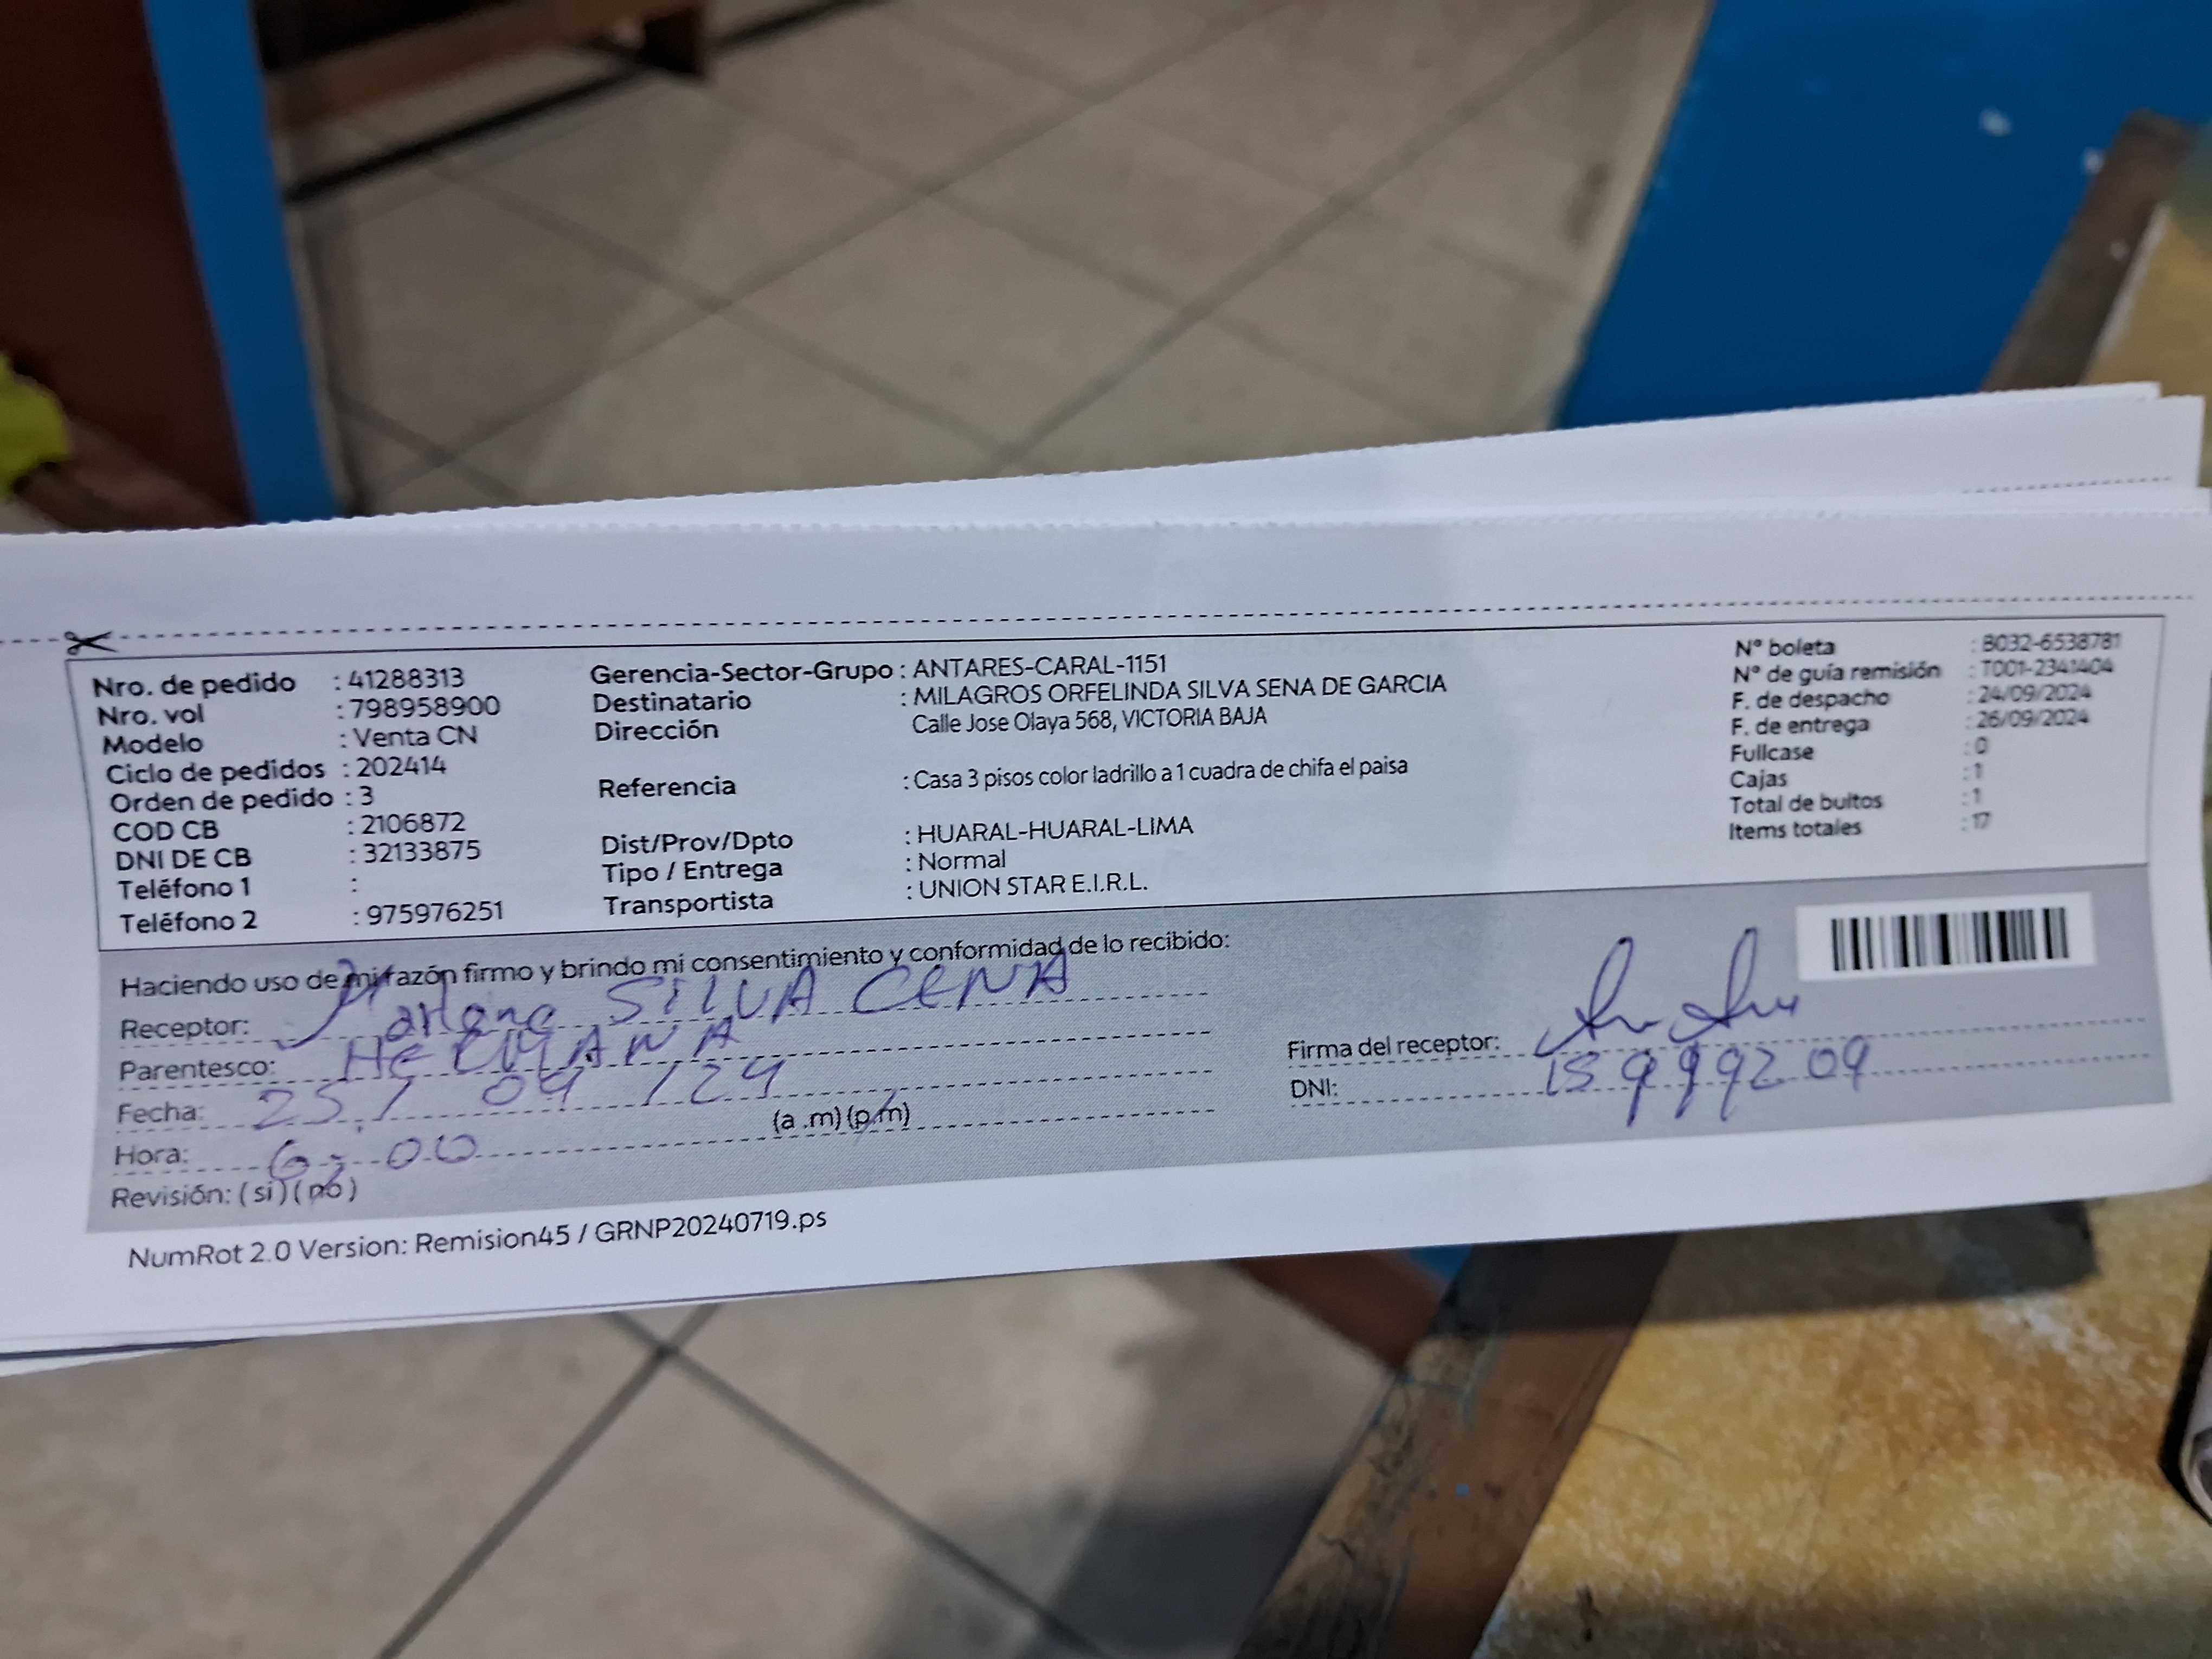 Nro. de pedido : 41288313
Nro. vol : 798958900
Modelo : Venta CN
Ciclo de pedidos : 202414
Orden de pedido : 3
COD CB : 2106872
DNI DE CB : 32133875
Teléfono 1 :
Teléfono 2 : 975976251
Gerencia-Sector-Grupo : ANTARES-CARAL-1151
Destinatario : MILAGROS ORFELINDA SILVA SENA DE GARCIA
Dirección Calle Jose Olaya 568, VICTORIA BAJA
Referencia : Casa 3 pisos color ladrillo a 1 cuadra de chifa el paisa
Dist/Prov/Dpto : HUARAL-HUARAL-LIMA
Tipo / Entrega : Normal
Transportista : UNION STAR E.I.R.L.
N° boleta : B032-6538781
N° de guía remisión : T001-2341404
F. de despacho : 24/09/2024
F. de entrega : 26/09/2024
Fullcase : 0
Cajas : 1
Total de bultos : 1
Items totales : 17
Haciendo uso de mi razón firmo y brindo mi consentimiento y conformidad de lo recibido:
Receptor: SILVA CENA
Parentesco: HERMANA
Fecha: 25/ 09 /24
Hora: 6:00 (a .m) (p.m)
Revisión: ( si ) ( no )
Firma del receptor:
DNI: 15999209
NumRot 2.0 Version: Remision45 / GRNP20240719.ps